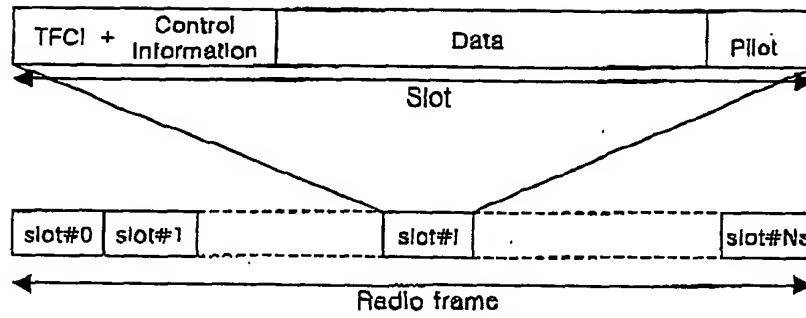 TFCI + Control Information
Data
Pilot
Slot
slot#0
slot#1
slot#i
slot#Ns
Radio frame